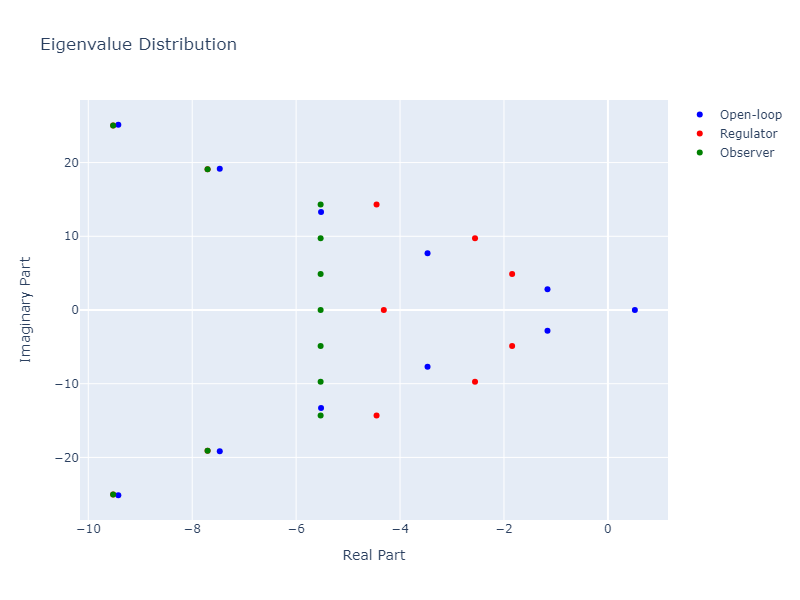 Eigenvalue Distribution
Open-loop
Regulator
Observer
20
10
0
−10
−20
−10
−8
−6
−4
−2
0
Imaginary Part
Real Part